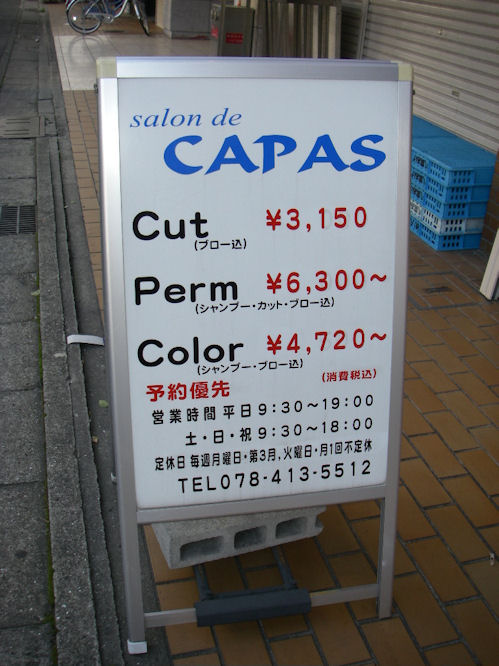 salon de
CAPAS
Cut ¥3,150
(ブロー込)
Perm ¥6,300~
(シャンプー・カット・ブロー込)
Color ¥4,720~
(シャンプー・ブロー込)
予約優先 (消費税込)
営業時間 平日 9:30~19:00
土・日・祝 9:30~18:00
定休日 毎週月曜日・第3月,火曜日・月1回不定休
TEL078-413-5512